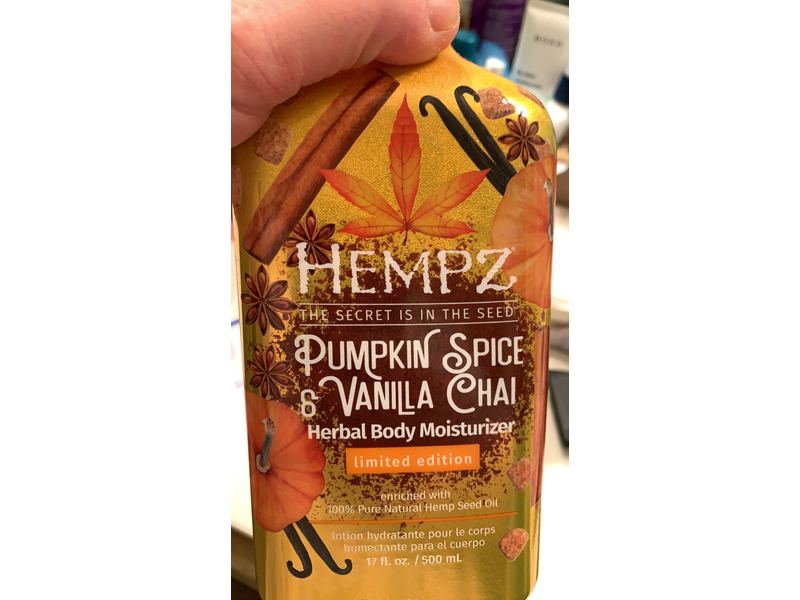 HEMPZ
THE SECRET IS IN THE SEED
PUMPKIN SPICE
& VANILLA CHAI
Herbal Body Moisturizer
limited edition
enriched with
100% Pure Natural Hemp Seed Oil
lotion hydratante pour le corps
humectante para el cuerpo
17 fl. oz. / 500 mL